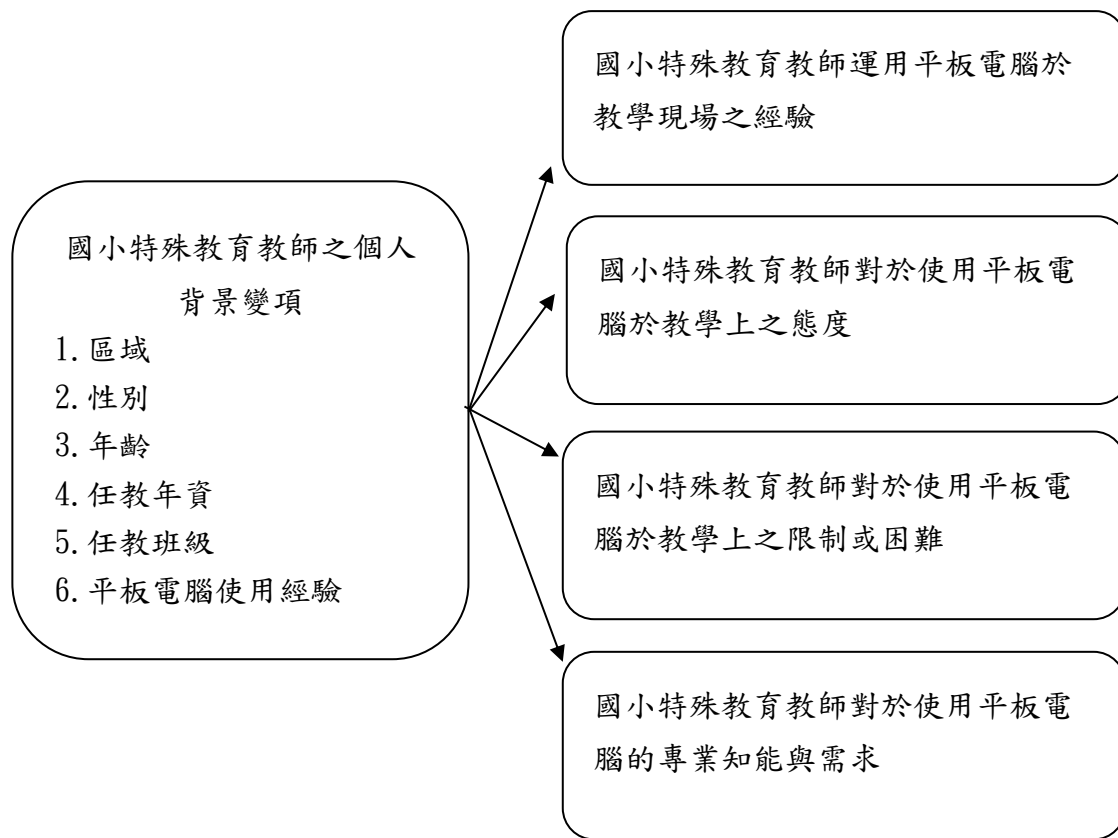 國小特殊教育教師之個人
背景變項
1.區域
2.性別
3.年齡
4.任教年資
5.任教班級
6.平板電腦使用經驗
國小特殊教育教師運用平板電腦於
教學現場之經驗
國小特殊教育教師對於使用平板電
腦於教學上之態度
國小特殊教育教師對於使用平板電
腦於教學上之限制或困難
國小特殊教育教師對於使用平板電
腦的專業知能與需求